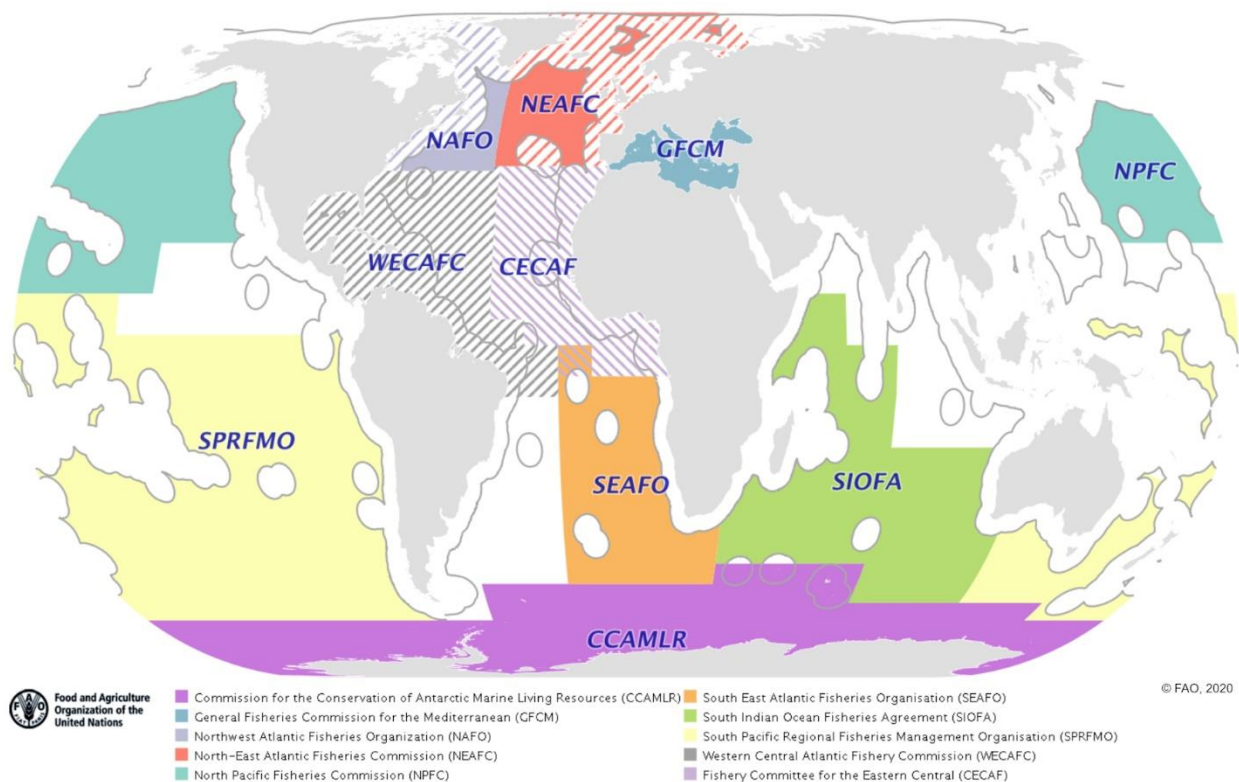 NEAFC
NAFO
GFCM
NPFC
WECAFC
CECAF
SPRFMO
SEAFO
SIOFA
CCAMLR
© FAO, 2020
FAO
FIAT PANIS
Food and Agriculture
Organization of the
United Nations
Commission for the Conservation of Antarctic Marine Living Resources (CCAMLR)
General Fisheries Commission for the Mediterranean (GFCM)
Northwest Atlantic Fisheries Organization (NAFO)
North-East Atlantic Fisheries Commission (NEAFC)
North Pacific Fisheries Commission (NPFC)
South East Atlantic Fisheries Organisation (SEAFO)
South Indian Ocean Fisheries Agreement (SIOFA)
South Pacific Regional Fisheries Management Organisation (SPRFMO)
Western Central Atlantic Fishery Commission (WECAFC)
Fishery Committee for the Eastern Central (CECAF)